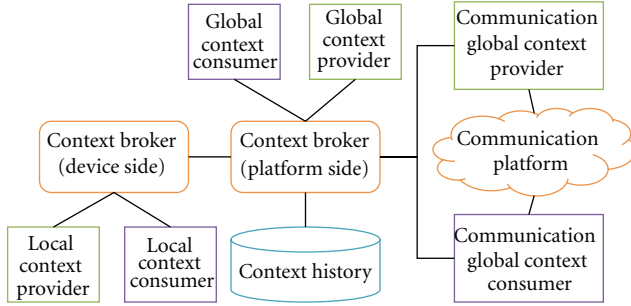 Global
context
consumer
Global
context
provider
Communication
global context
provider
Context broker
(device side)
Context broker
(platform side)
Communication
platform
Local
context
provider
Local
context
consumer
Context history
Communication
global context
consumer